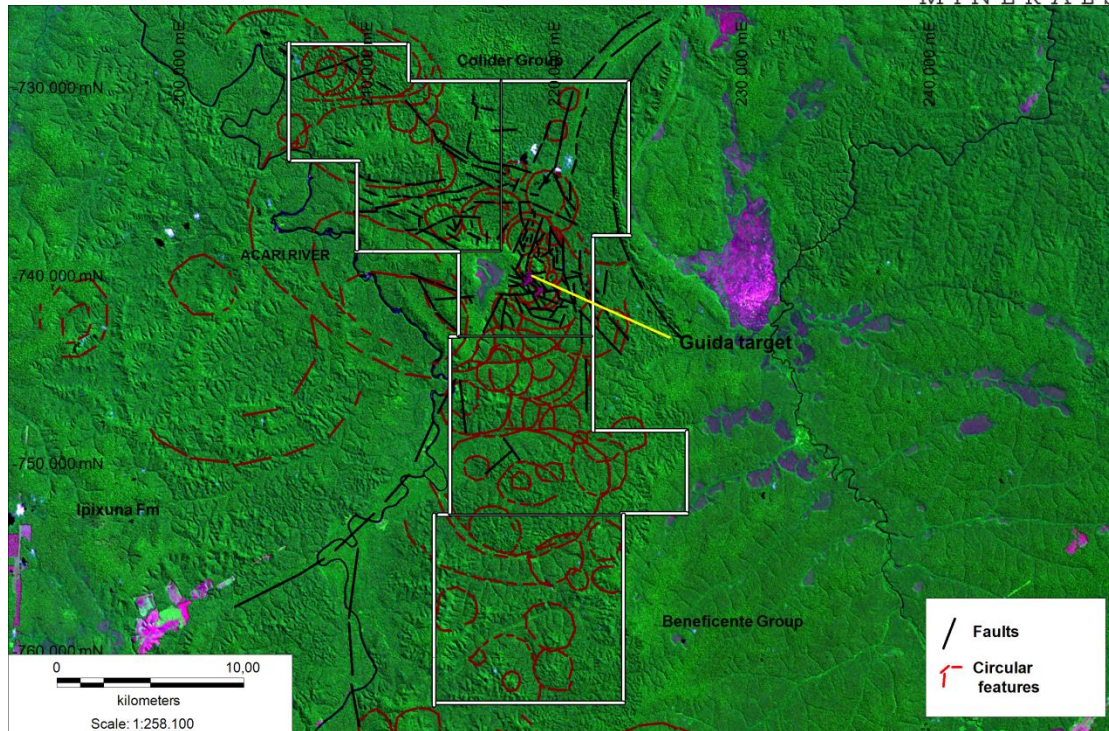 MINERALS
200 000 mE
210 000 mE
220 000 mE
230 000 mE
240 000 mE
Colider Group
-730 000 mN
ACARI RIVER
-740 000 mN
Guida target
-750 000 mN
Ipixuna Fm
Beneficente Group
-760 000 mN
0
10,00
kilometers
Scale: 1:258.100
Faults
Circular
features